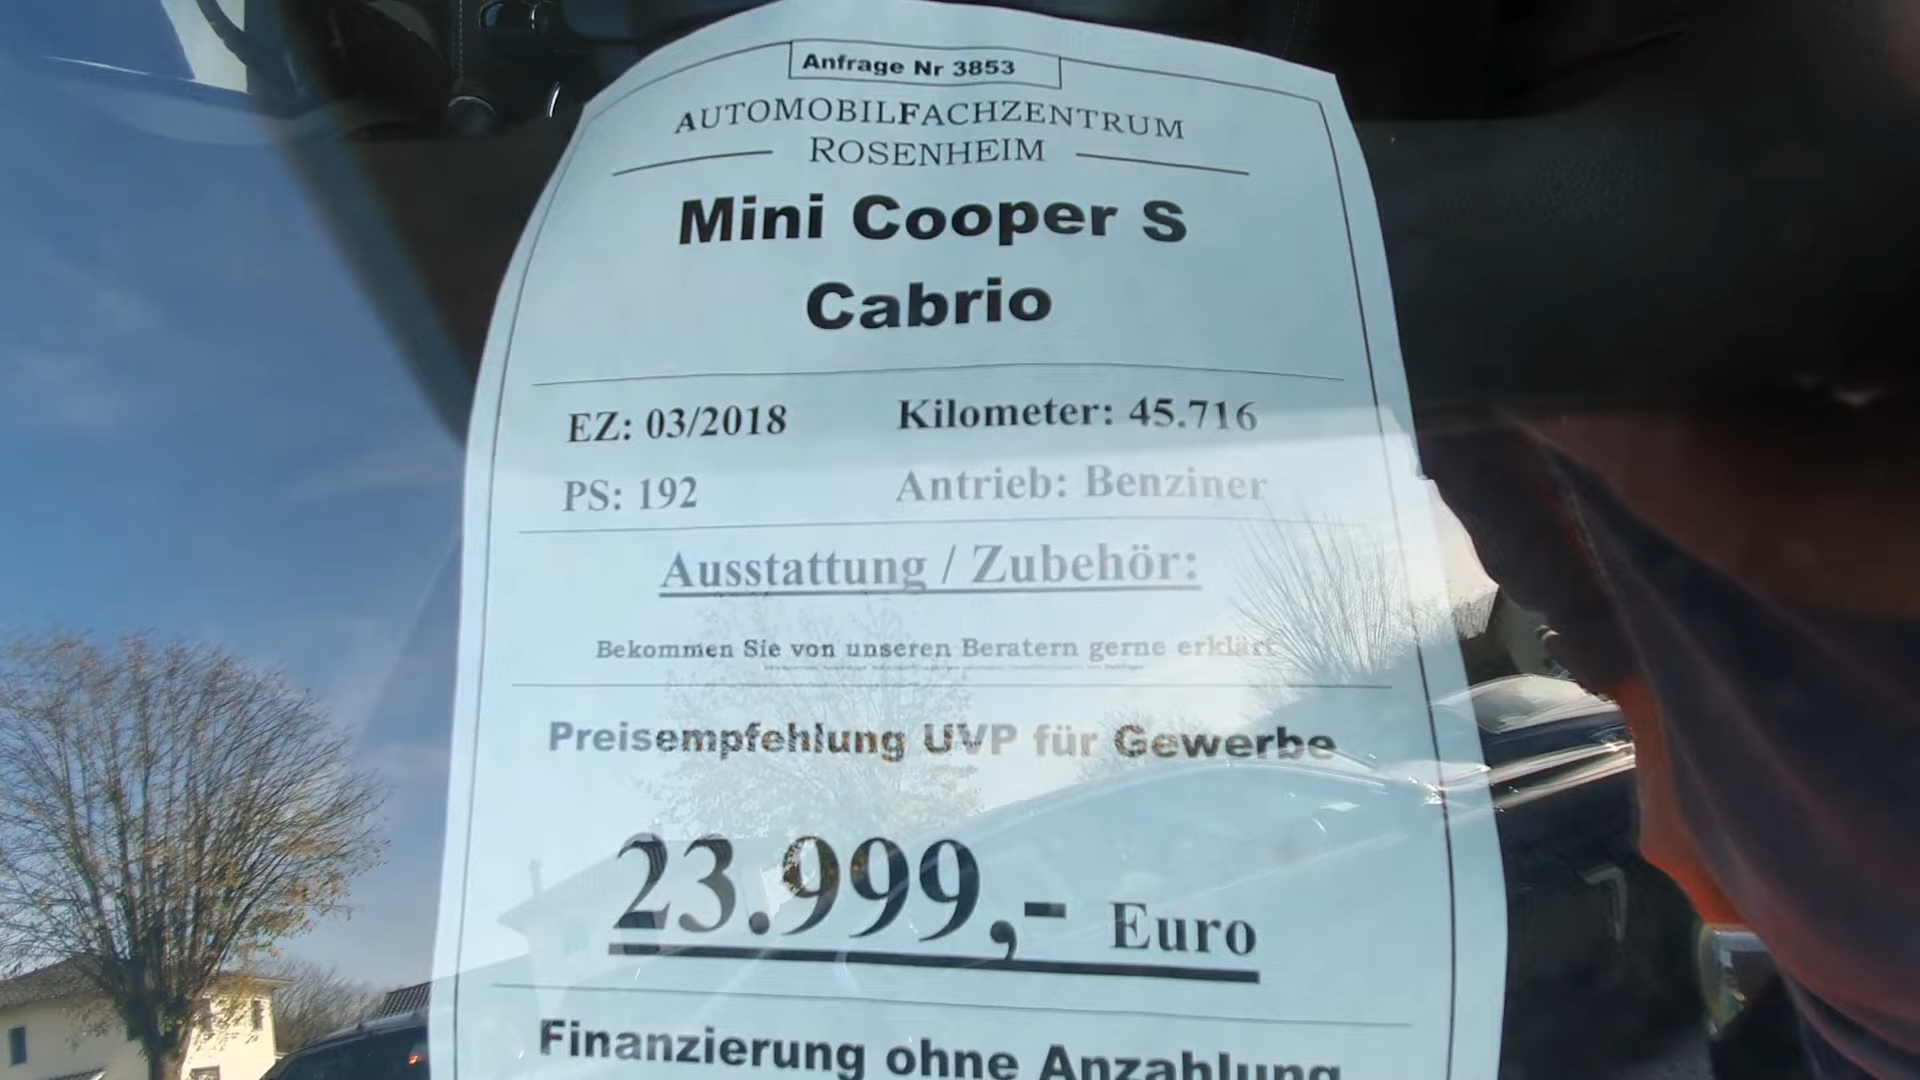 Anfrage Nr 3853
AUTOMOBILFACHZENTRUM
ROSENHEIM
Mini Cooper S
Cabrio
EZ: 03/2018 Kilometer: 45.716
PS: 192 Antrieb: Benziner
Ausstattung / Zubehör:
Bekommen Sie von unseren Beratern gerne erklärt
Preisempfehlung UVP für Gewerbe
23.999,- Euro
Finanzierung ohne Anzahlung